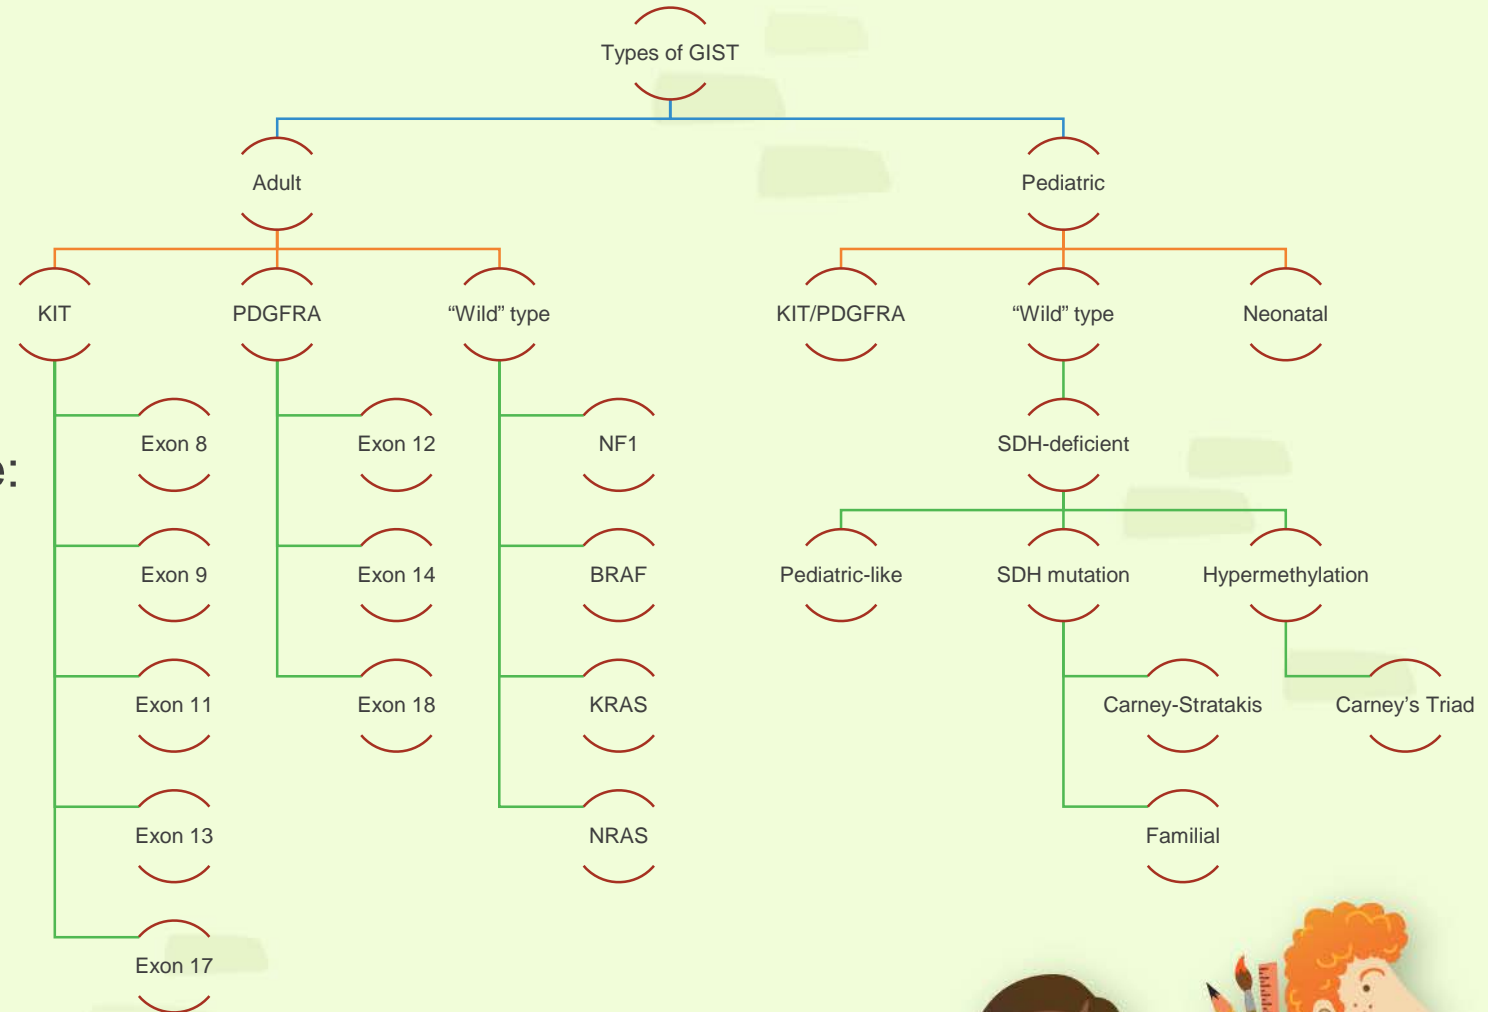 Types of GIST
Adult
Pediatric
KIT
PDGFRA
“Wild” type
KIT/PDGFRA
“Wild” type
Neonatal
Exon 8
Exon 12
NF1
SDH-deficient
e:
Exon 9
Exon 14
BRAF
Pediatric-like
SDH mutation
Hypermethylation
Exon 11
Exon 18
KRAS
Carney-Stratakis
Carney’s Triad
Exon 13
NRAS
Familial
Exon 17